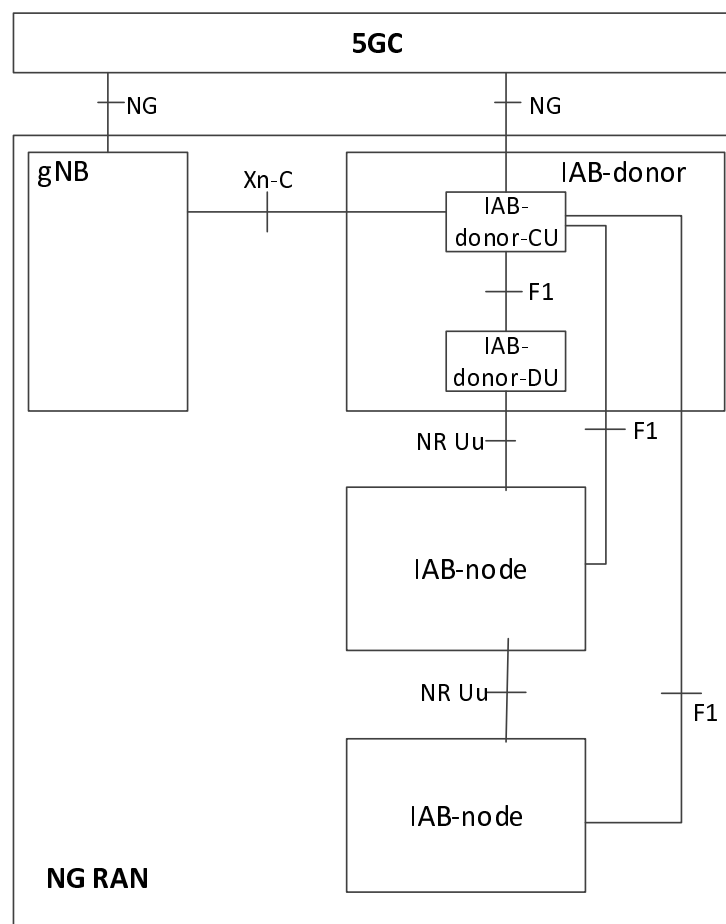 5GC
NG
NG
gNB
IAB-donor
Xn-C
IAB-
donor-CU
F1
IAB-
donor-DU
NR Uu
F1
IAB-node
NR Uu
F1
IAB-node
NG RAN